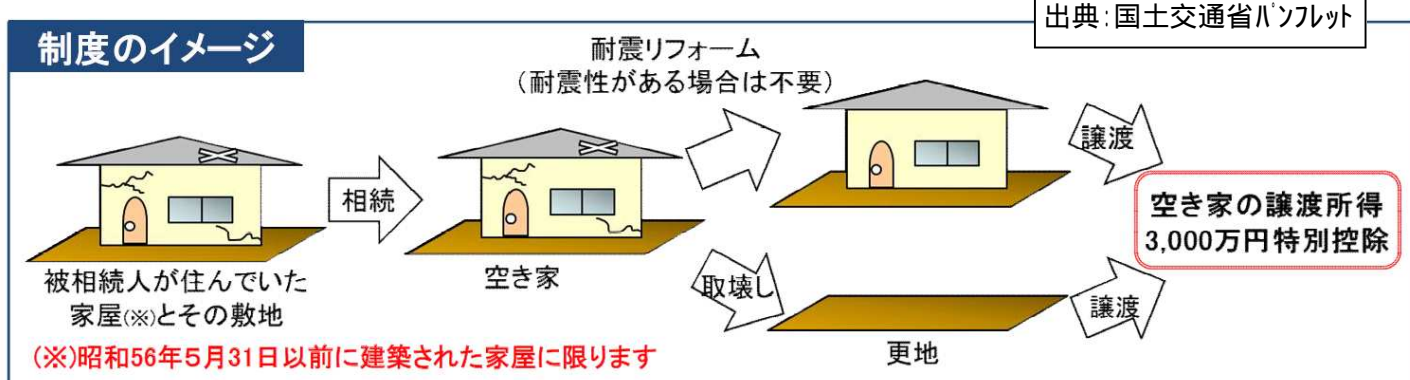 出典:国土交通省パンフレット
制度のイメージ
耐震リフォーム
(耐震性がある場合は不要)
譲渡
相続
空き家の譲渡所得
3,000万円特別控除
被相続人が住んでいた
家屋(※)とその敷地
空き家
取壊し
譲渡
更地
(※)昭和56年5月31日以前に建築された家屋に限ります